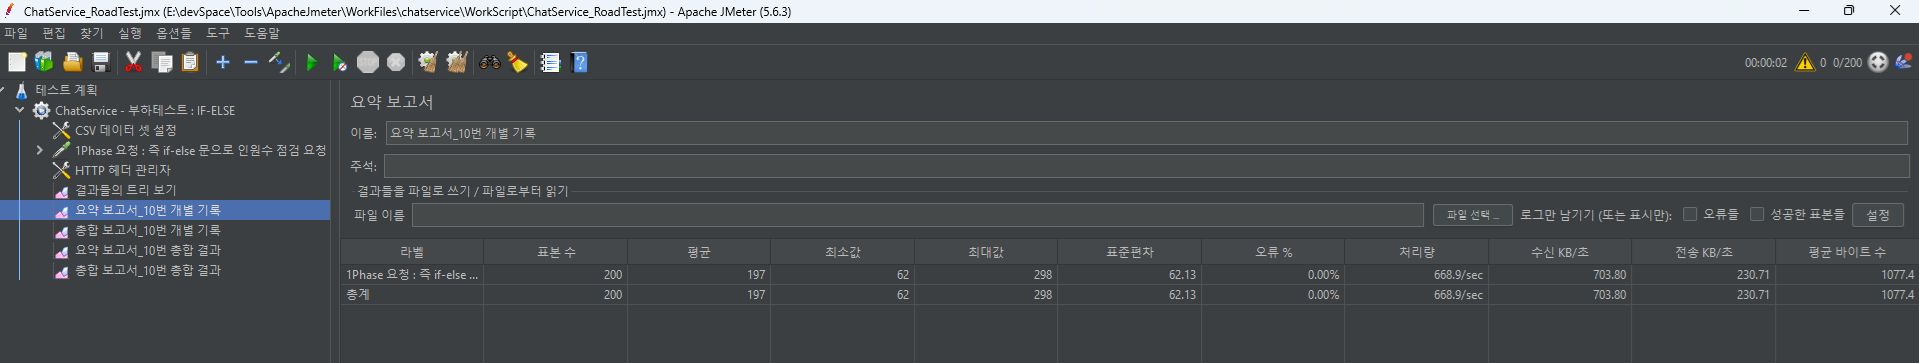 ChatService_RoadTest.jmx (E:\devSpace\Tools\ApacheJmeter\WorkFiles\chatservice\WorkScript\ChatService_RoadTest.jmx) - Apache JMeter (5.6.3)
파일 편집 찾기 실행 옵션들 도구 도움말
STOP 00:00:02 0 0/200
테스트 계획
ChatService - 부하테스트 : IF-ELSE
CSV 데이터 셋 설정
1Phase 요청 : 즉 if-else 문으로 인원수 점검 요청
HTTP 헤더 관리자
결과들의 트리 보기
요약 보고서_10번 개별 기록
총합 보고서_10번 개별 기록
요약 보고서_10번 총합 결과
총합 보고서_10번 총합 결과
요약 보고서
이름: 요약 보고서_10번 개별 기록
주석:
결과들을 파일로 쓰기 / 파일로부터 읽기
파일 이름 파일 선택 ... 로그만 남기기 (또는 표시만): 오류들 성공한 표본들 설정
라벨 표본 수 평균 최소값 최대값 표준편차 오류 % 처리량 수신 KB/초 전송 KB/초 평균 바이트 수
1Phase 요청 : 즉 if-else ... 200 197 62 298 62.13 0.00% 668.9/sec 703.80 230.71 1077.4
총계 200 197 62 298 62.13 0.00% 668.9/sec 703.80 230.71 1077.4